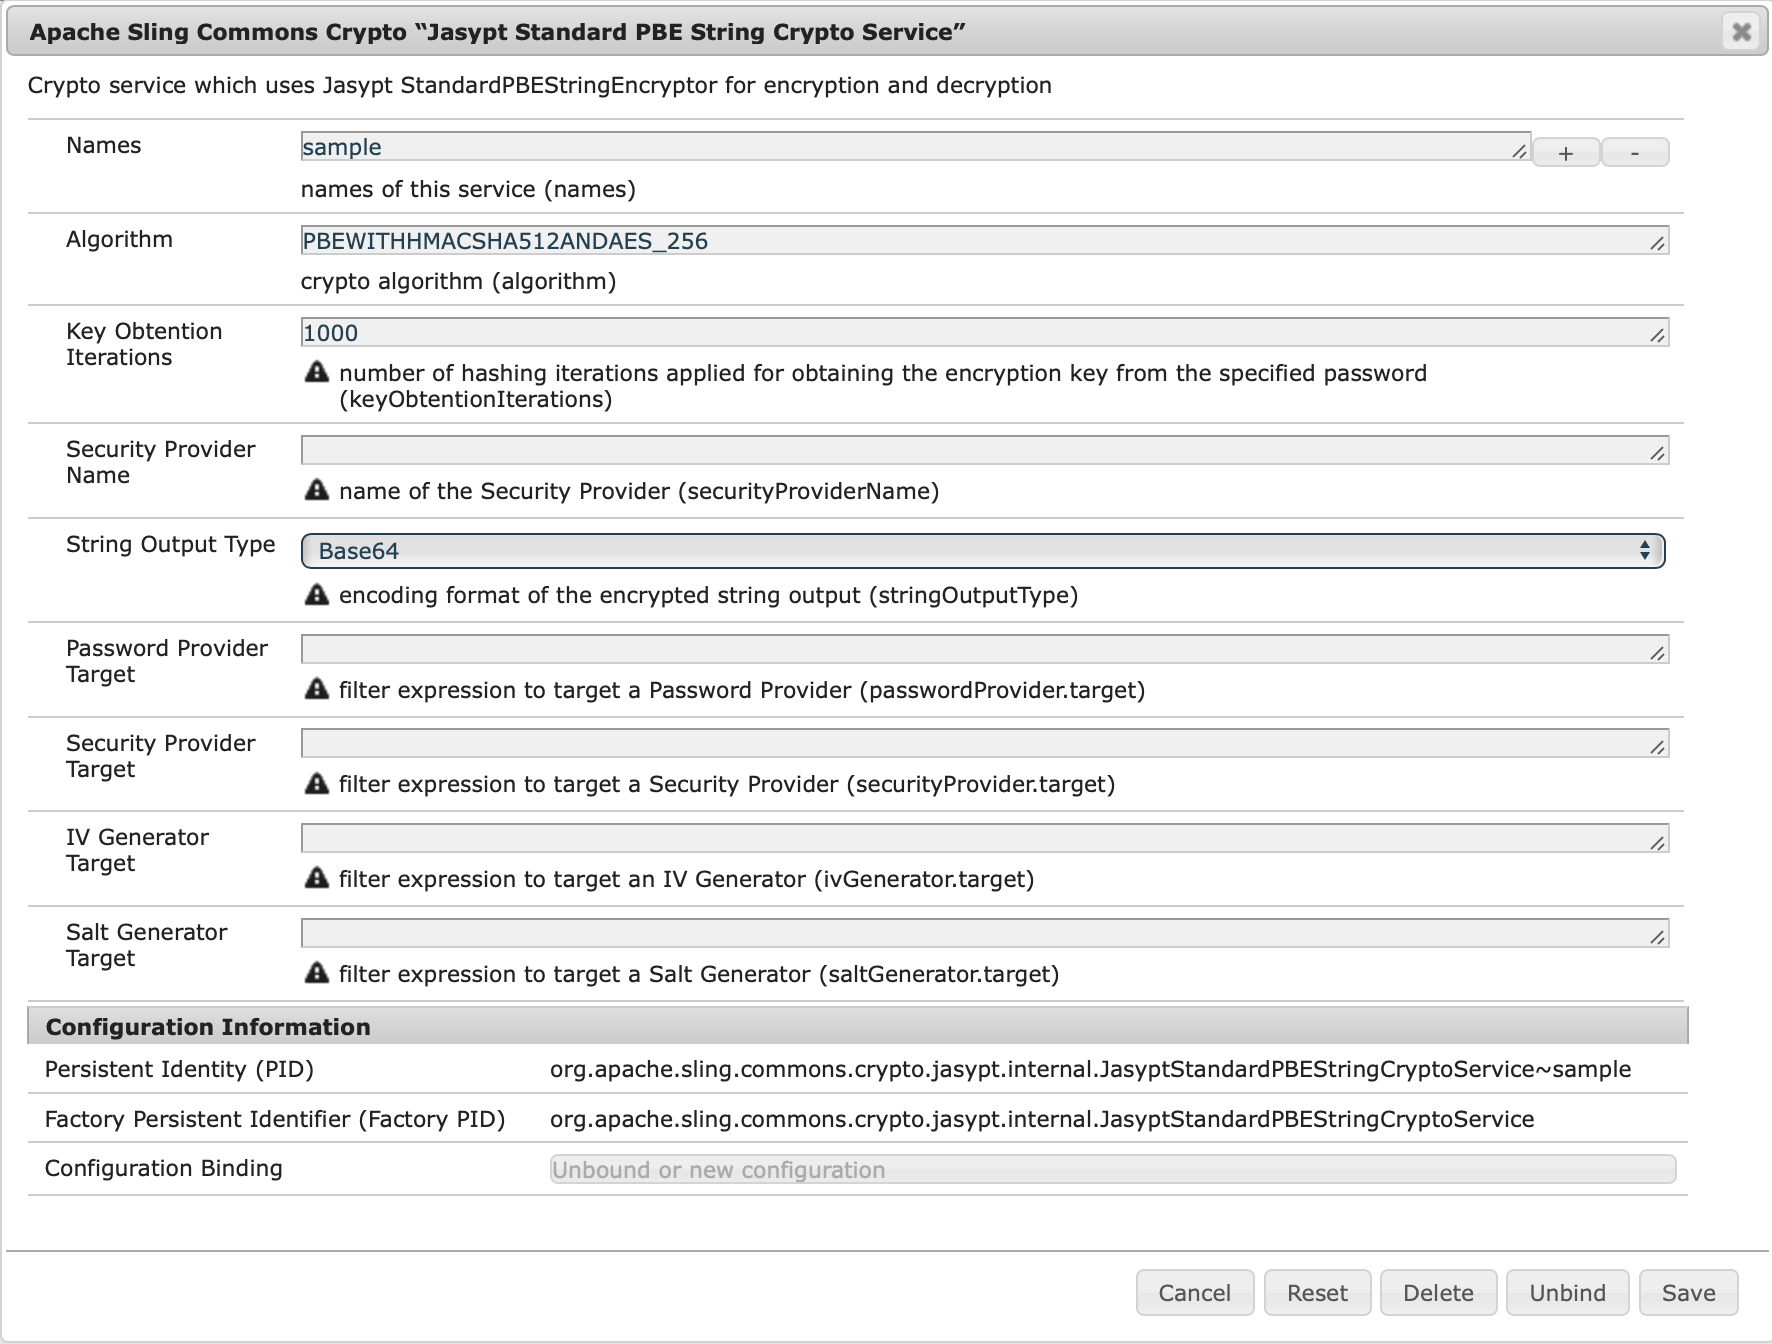 Apache Sling Commons Crypto “Jasypt Standard PBE String Crypto Service”
Crypto service which uses Jasypt StandardPBEStringEncryptor for encryption and decryption
Names
sample
+
-
names of this service (names)
Algorithm
PBEWITHHMACSHA512ANDAES_256
crypto algorithm (algorithm)
Key Obtention
Iterations
1000
number of hashing iterations applied for obtaining the encryption key from the specified password
(keyObtentionIterations)
Security Provider
Name
name of the Security Provider (securityProviderName)
String Output Type
Base64
encoding format of the encrypted string output (stringOutputType)
Password Provider
Target
filter expression to target a Password Provider (passwordProvider.target)
Security Provider
Target
filter expression to target a Security Provider (securityProvider.target)
IV Generator
Target
filter expression to target an IV Generator (ivGenerator.target)
Salt Generator
Target
filter expression to target a Salt Generator (saltGenerator.target)
Configuration Information
Persistent Identity (PID) org.apache.sling.commons.crypto.jasypt.internal.JasyptStandardPBEStringCryptoService~sample
Factory Persistent Identifier (Factory PID) org.apache.sling.commons.crypto.jasypt.internal.JasyptStandardPBEStringCryptoService
Configuration Binding Unbound or new configuration
Cancel Reset Delete Unbind Save